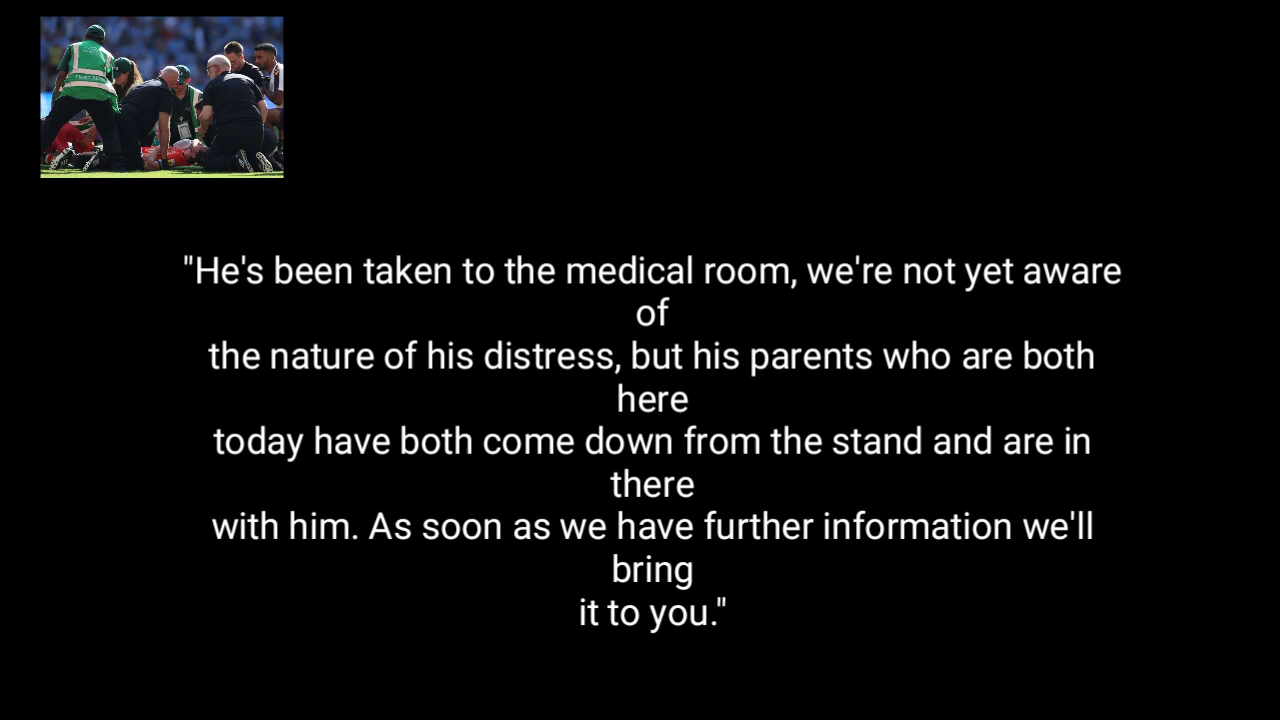 FIRST AIDER
"He's been taken to the medical room, we're not yet aware
of
the nature of his distress, but his parents who are both
here
today have both come down from the stand and are in
there
with him. As soon as we have further information we'll
bring
it to you."